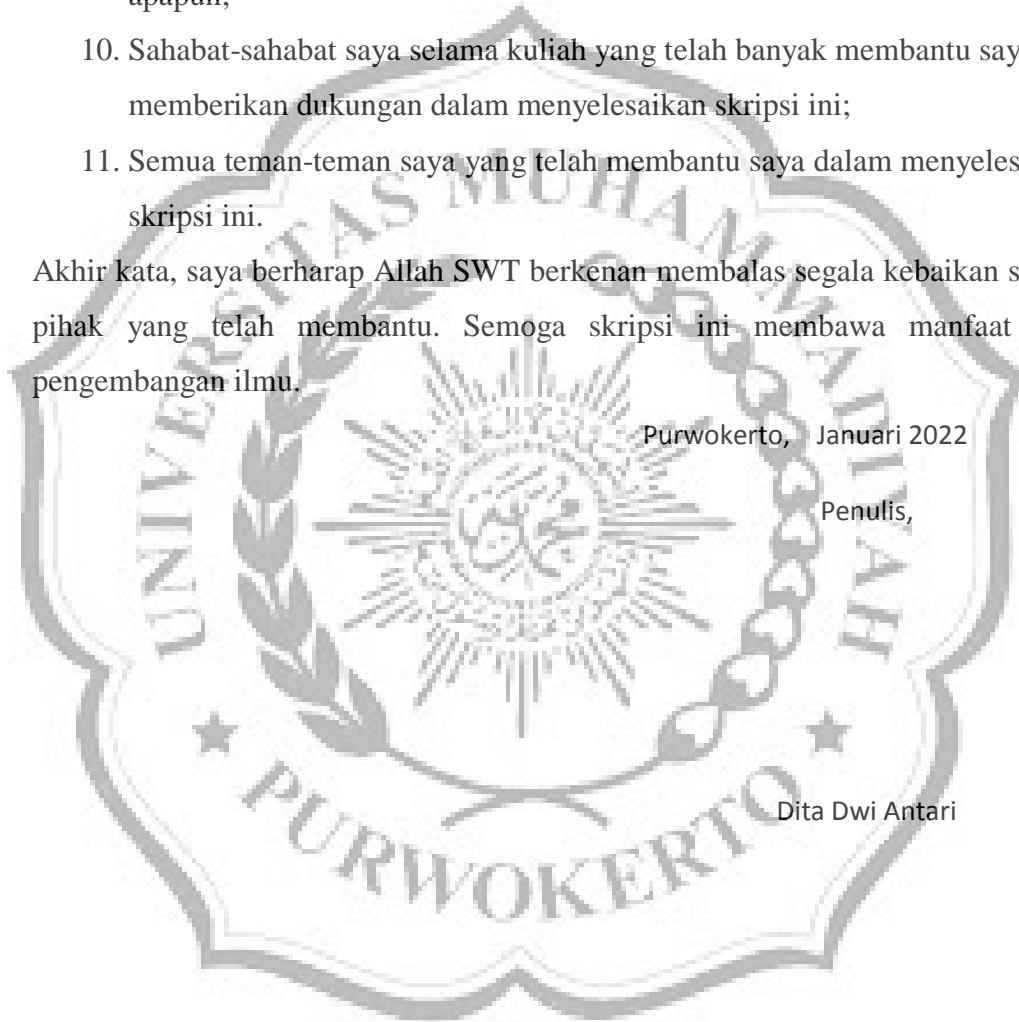 apapun;
10. Sahabat-sahabat saya selama kuliah yang telah banyak membantu
memberikan dukungan dalam menyelesaikan skripsi ini;
11. Semua teman-teman saya yang telah membantu saya dalam
skripsi ini.
Akhir kata, saya berharap Allah SWT berkenan membalas segala kebaikan
pihak yang telah membantu. Semoga skripsi ini membawa manfaat
pengembangan ilmu.
Purwokerto, Januari 2022
Penulis,
Dita Dwi Antari
UNIVERSITAS MUHAMMADIYAH
PURWOKERTO